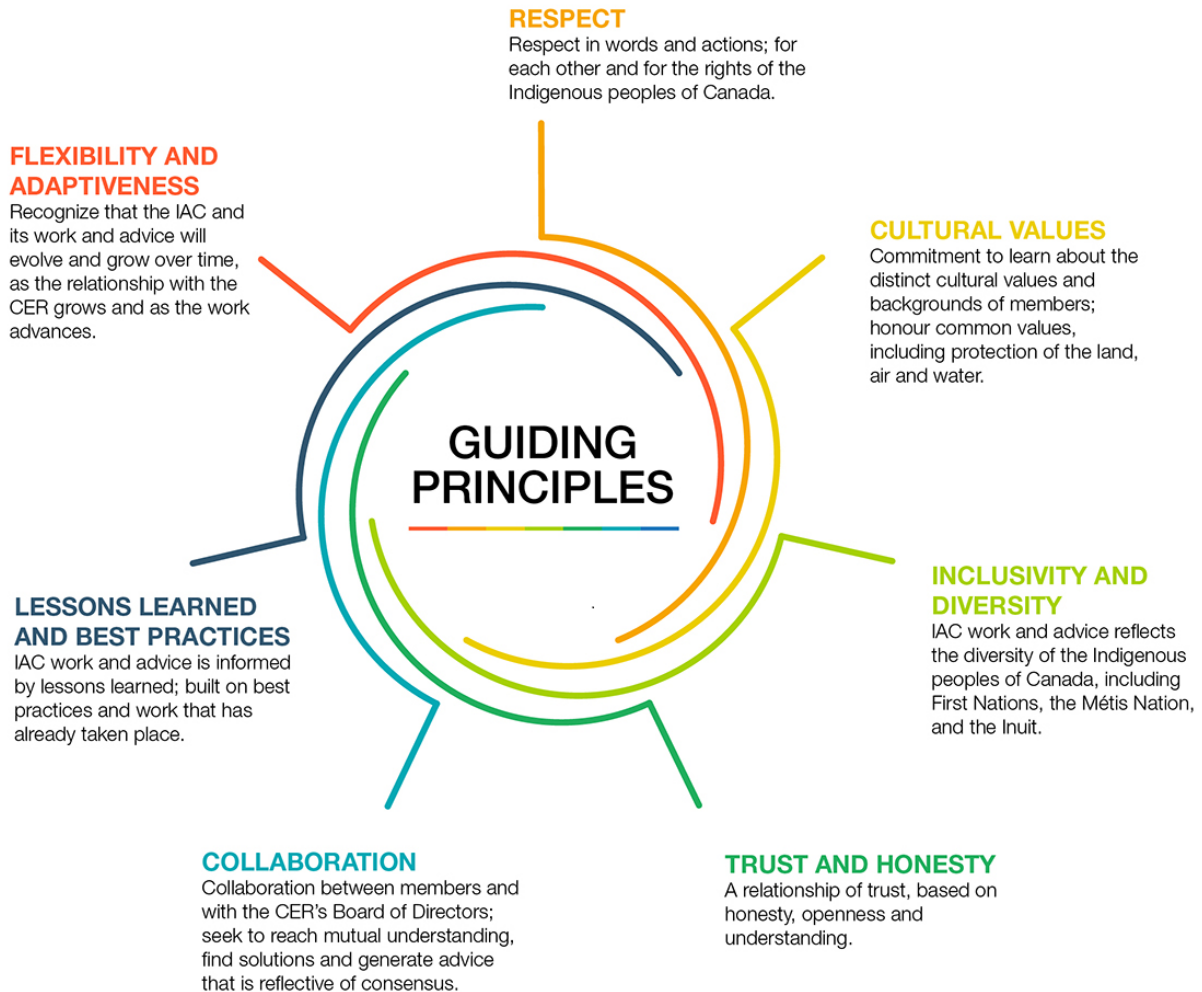 RESPECT
Respect in words and actions; for
each other and for the rights of the
Indigenous peoples of Canada.
CULTURAL VALUES
Commitment to learn about the
distinct cultural values and
backgrounds of members;
honour common values,
including protection of the land,
air and water.
INCLUSIVITY AND
DIVERSITY
IAC work and advice reflects
the diversity of the Indigenous
peoples of Canada, including
First Nations, the Métis Nation,
and the Inuit.
TRUST AND HONESTY
A relationship of trust, based on
honesty, openness and
understanding.
COLLABORATION
Collaboration between members and
with the CER’s Board of Directors;
seek to reach mutual understanding,
find solutions and generate advice
that is reflective of consensus.
LESSONS LEARNED
AND BEST PRACTICES
IAC work and advice is informed
by lessons learned; built on best
practices and work that has
already taken place.
FLEXIBILITY AND
ADAPTIVENESS
Recognize that the IAC and
its work and advice will
evolve and grow over time,
as the relationship with the
CER grows and as the work
advances.
GUIDING
PRINCIPLES